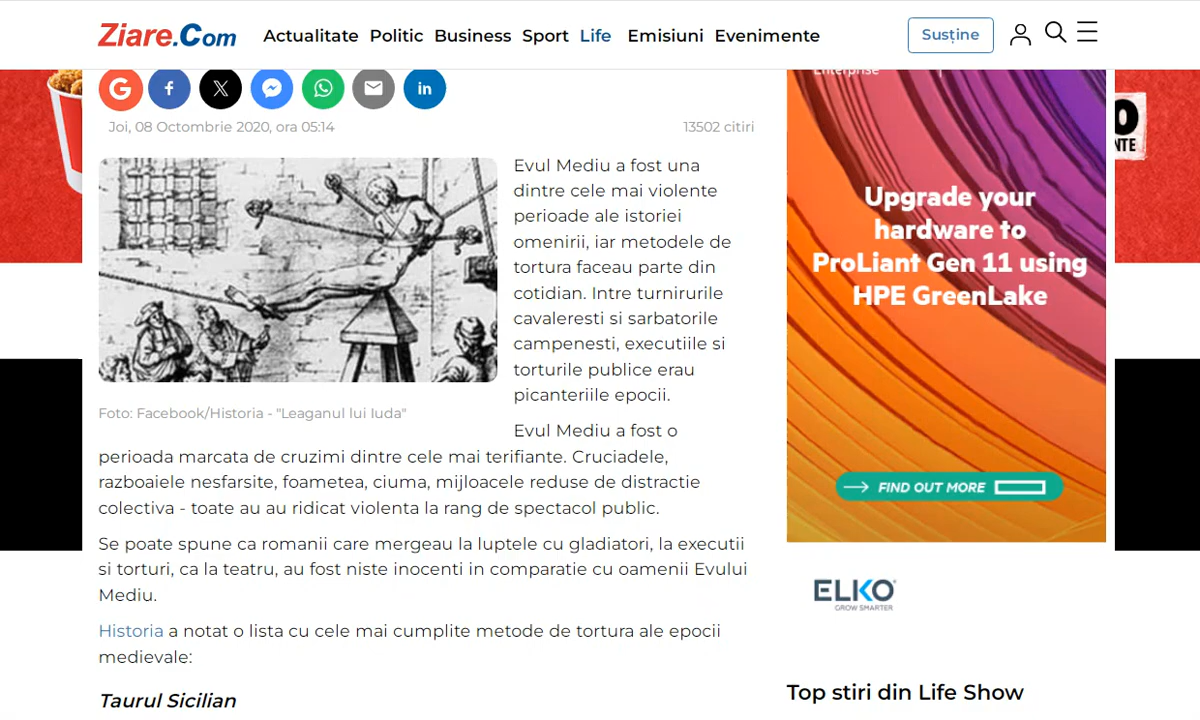 Ziare.Com
Actualitate Politic Business Sport Life Emisiuni Evenimente
Susține
Joi, 08 Octombrie 2020, ora 05:14
13502 citiri
Evul Mediu a fost una
dintre cele mai violente
perioade ale istoriei
omenirii, iar metodele de
tortura faceau parte din
cotidian. Intre turnirurile
cavaleresti si sarbatorile
campenesti, executiile si
torturile publice erau
picanteriile epocii.
Foto: Facebook/Historia - "Leaganul lui Iuda"
Evul Mediu a fost o
perioada marcata de cruzimi dintre cele mai terifiante. Cruciadele,
razboaiele nesfarsite, foametea, ciuma, mijloacele reduse de distractie
colectiva - toate au au ridicat violenta la rang de spectacol public.
Se poate spune ca romanii care mergeau la luptele cu gladiatori, la executii
si torturi, ca la teatru, au fost niste inocenti in comparatie cu oamenii Evului
Mediu.
Historia a notat o lista cu cele mai cumplite metode de tortura ale epocii
medievale:
Taurul Sicilian
Enterprise
Upgrade your
hardware to
ProLiant Gen 11 using
HPE GreenLake
FIND OUT MORE
ELKO
GROW SMARTER
Top stiri din Life Show